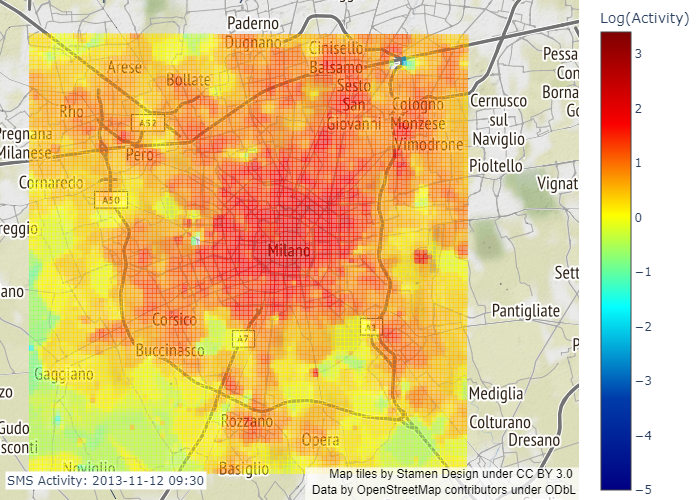 Paderno
Dugnano
Log(Activity)
Cinisello
Balsamo
Arese
Bollate
Sesto
San
Giovanni
Rho
A52
Cologno
Monzese
Vimodrone
Pero
Pregnana
Milanese
Cornaredo
A50
reggio
ano
Pessa
Con
Borna
Go
Cernusco
sul
Naviglio
Pioltello
Vignat
Milano
Sett
Pantigliate
P
Corsico
A7
Buccinasco
Gaggiano
zo
Gudo
sconti
Mediglia
Colturano
Dresano
Rozzano
Opera
Noviglio
Basiglio
3
2
1
0
−1
−2
−3
−4
−5
SMS Activity: 2013-11-12 09:30
Map tiles by Stamen Design under CC BY 3.0
Data by OpenStreetMap contributors under ODbL